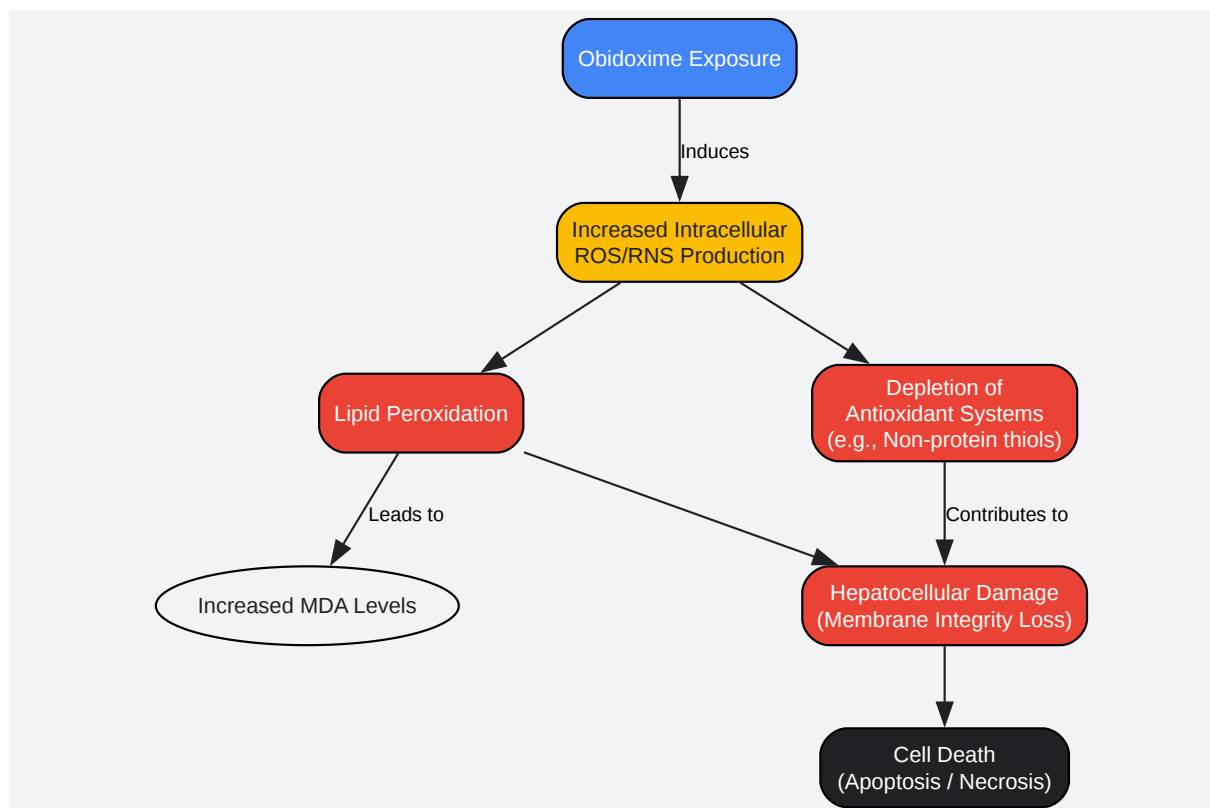 Obidoxime Exposure
Induces
Increased Intracellular
ROS/RNS Production
Lipid Peroxidation
Depletion of
Antioxidant Systems
(e.g., Non-protein thiols)
Leads to
Contributes to
Increased MDA Levels
Hepatocellular Damage
(Membrane Integrity Loss)
Cell Death
(Apoptosis / Necrosis)